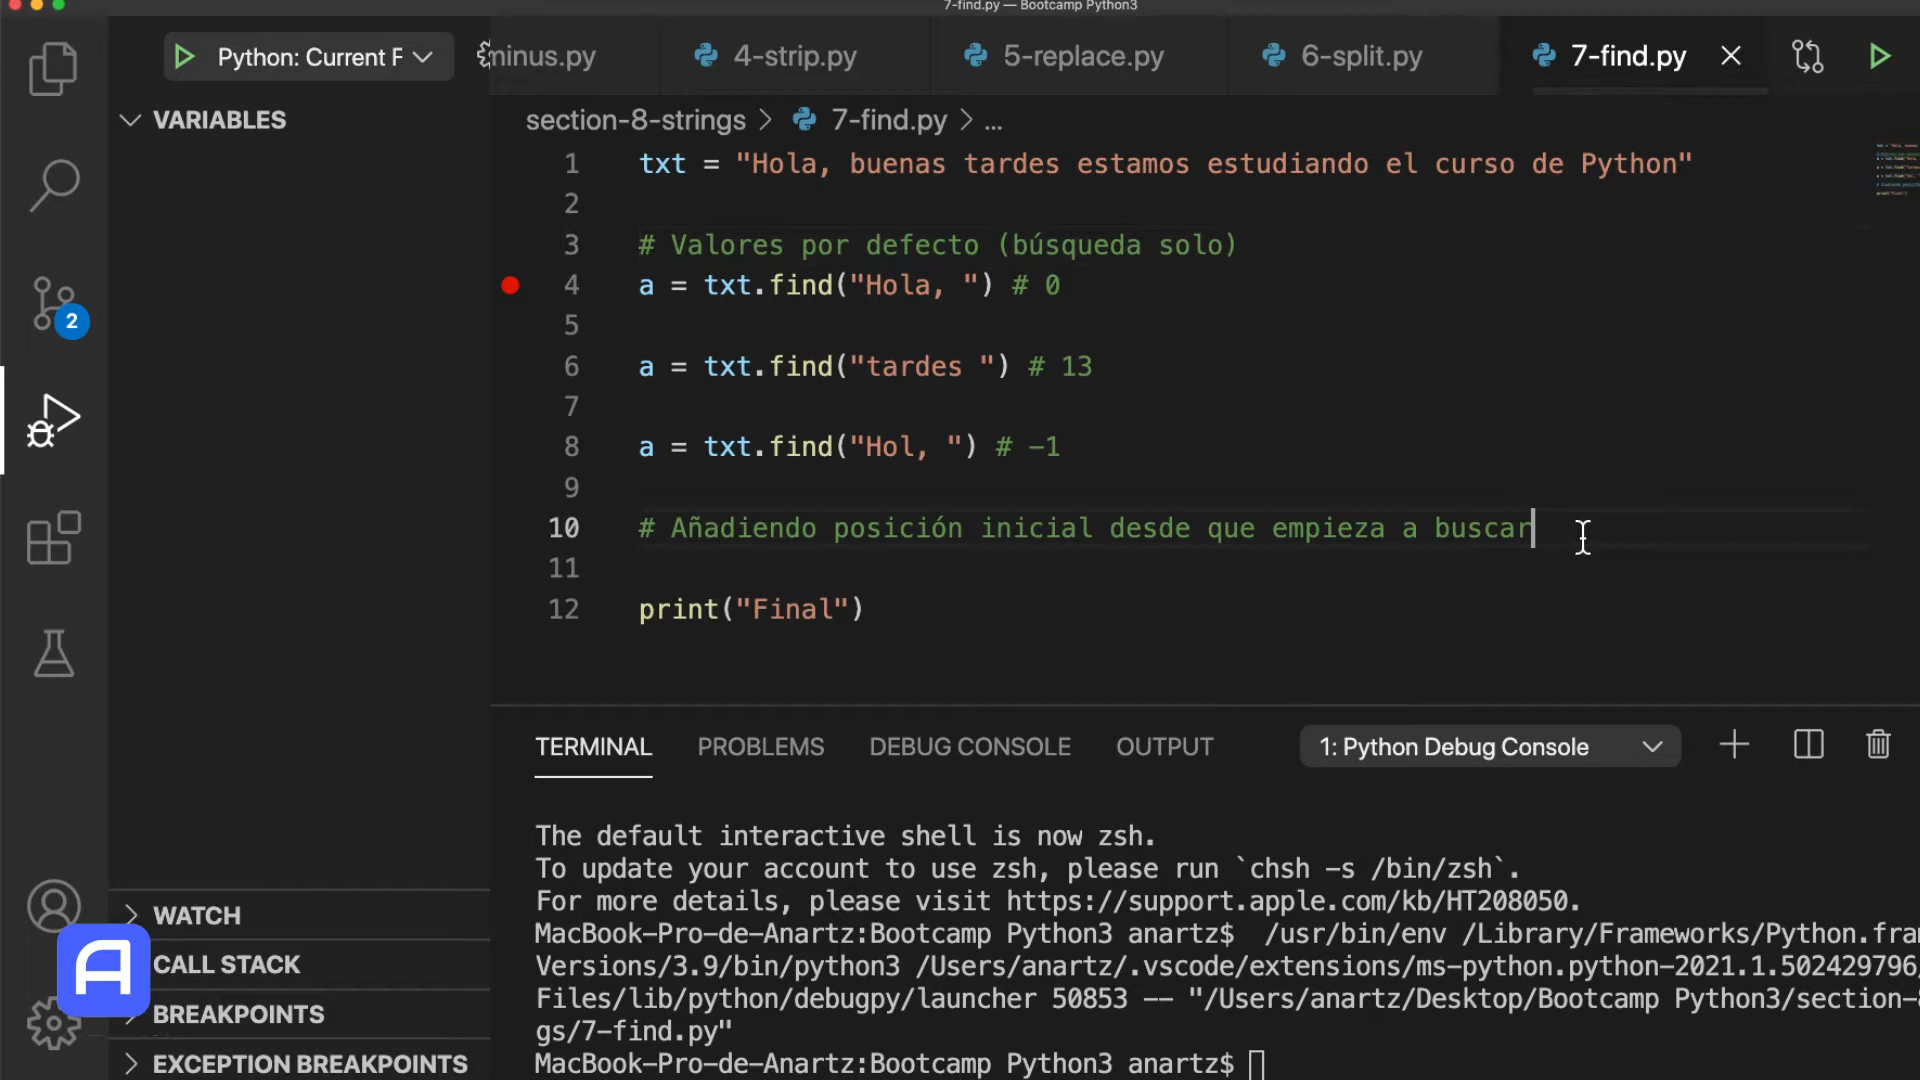 7-find.py — Bootcamp Python3
Python: Current F
minus.py
4-strip.py
5-replace.py
6-split.py
7-find.py
VARIABLES
section-8-strings > 7-find.py > ...
1 txt = "Hola, buenas tardes estamos estudiando el curso de Python"
2
3 # Valores por defecto (búsqueda solo)
4 a = txt.find("Hola, ") # 0
5
6 a = txt.find("tardes ") # 13
7
8 a = txt.find("Hol, ") # -1
9
10 # Añadiendo posición inicial desde que empieza a buscar
11
12 print("Final")
2
TERMINAL PROBLEMS DEBUG CONSOLE OUTPUT
1: Python Debug Console
The default interactive shell is now zsh.
To update your account to use zsh, please run `chsh -s /bin/zsh`.
For more details, please visit https://support.apple.com/kb/HT208050.
MacBook-Pro-de-Anartz:Bootcamp Python3 anartz$  /usr/bin/env /Library/Frameworks/Python.fra
Versions/3.9/bin/python3 /Users/anartz/.vscode/extensions/ms-python.python-2021.1.502429796/
Files/lib/python/debugpy/launcher 50853 -- "/Users/anartz/Desktop/Bootcamp Python3/section-8
gs/7-find.py"
MacBook-Pro-de-Anartz:Bootcamp Python3 anartz$
WATCH
CALL STACK
BREAKPOINTS
EXCEPTION BREAKPOINTS